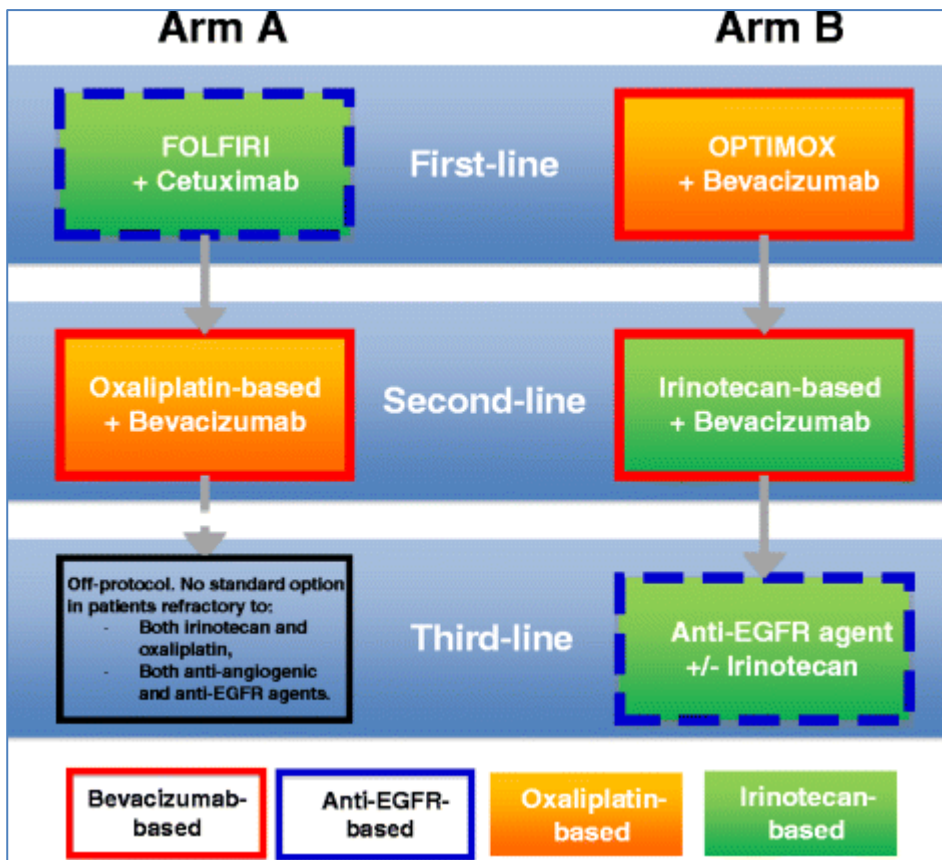 Arm A
Arm B
FOLFIRI
+ Cetuximab
First-line
OPTIMOX
+ Bevacizumab
Oxaliplatin-based
+ Bevacizumab
Second-line
Irinotecan-based
+ Bevacizumab
Off-protocol. No standard option
in patients refractory to:
- Both irinotecan and
oxaliplatin,
- Both anti-angiogenic
and anti-EGFR agents.
Third-line
Anti-EGFR agent
+/- Irinotecan
Bevacizumab-
based
Anti-EGFR-
based
Oxaliplatin-
based
Irinotecan-
based